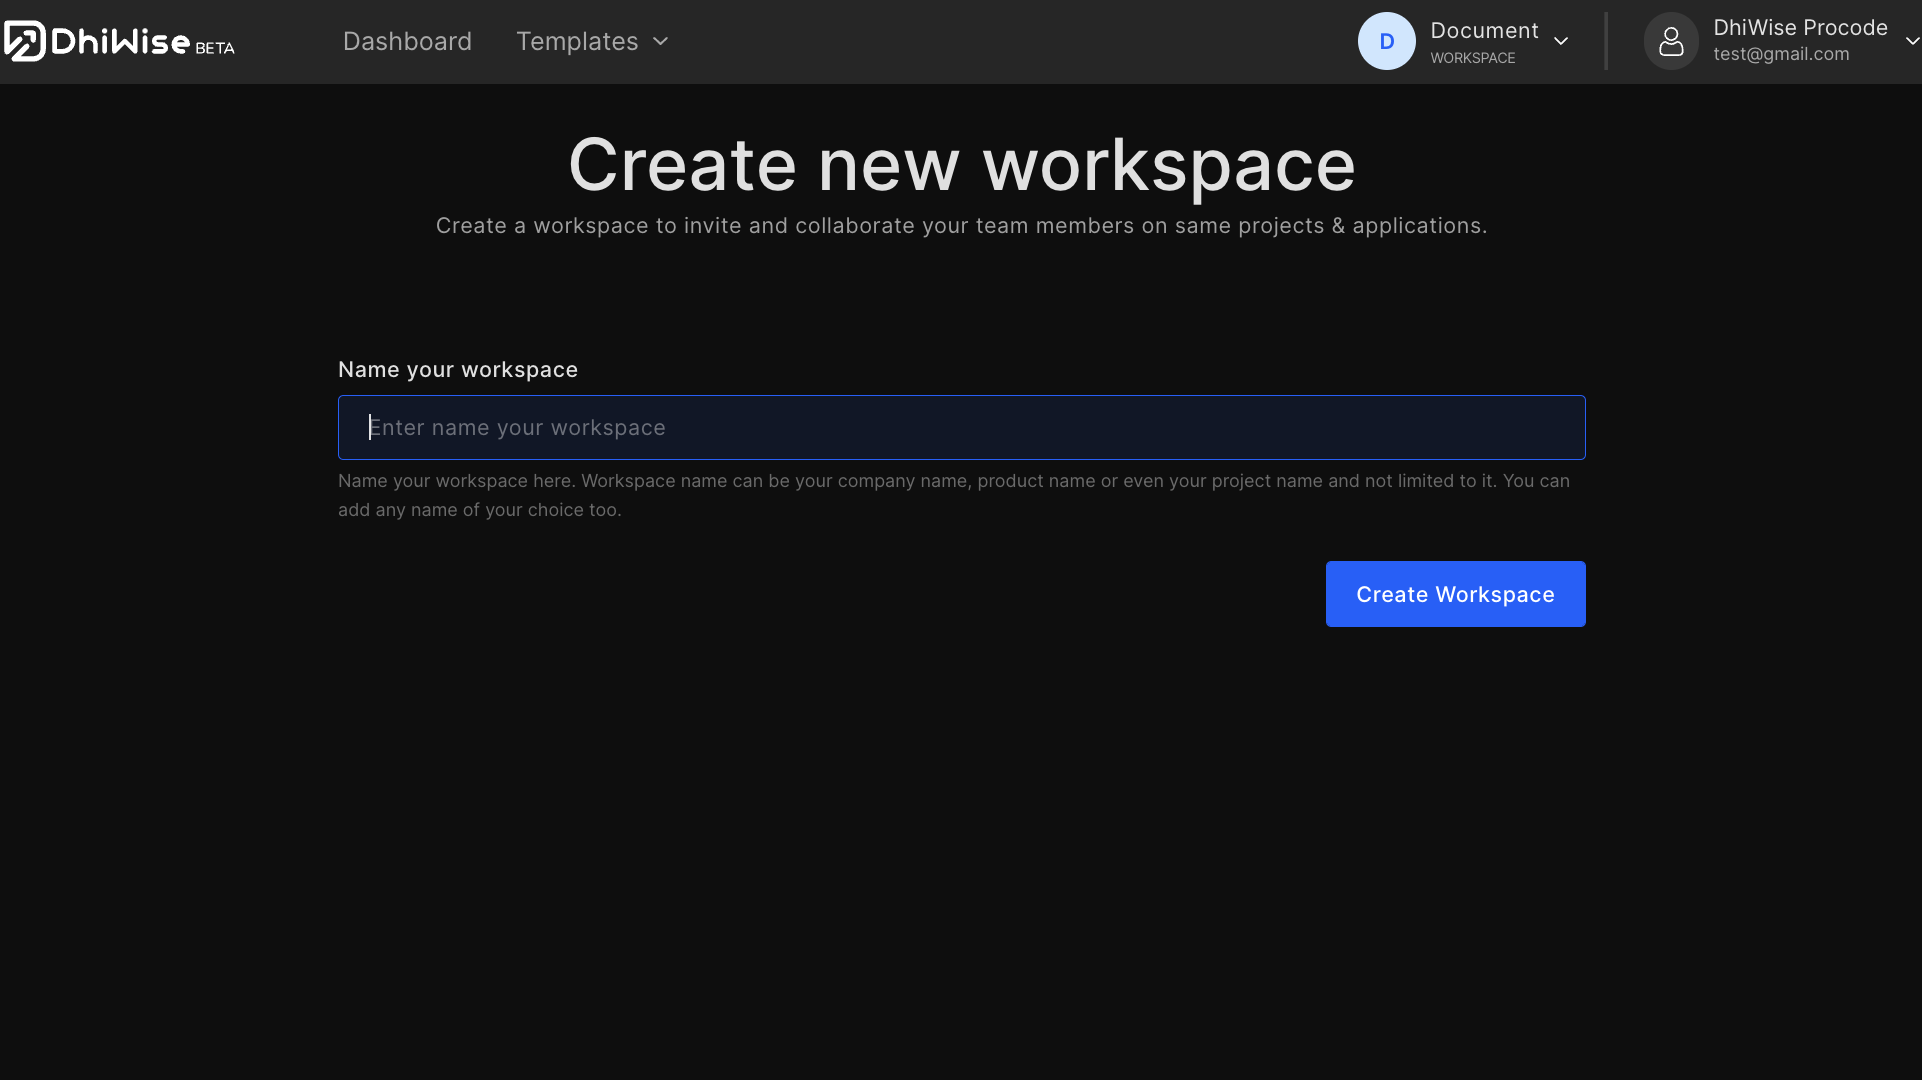 DhiWise BETA
Dashboard
Templates
D
Document
WORKSPACE
DhiWise Procode
test@gmail.com
Create new workspace
Create a workspace to invite and collaborate your team members on same projects & applications.
Name your workspace
Enter name your workspace
Name your workspace here. Workspace name can be your company name, product name or even your project name and not limited to it. You can
add any name of your choice too.
Create Workspace